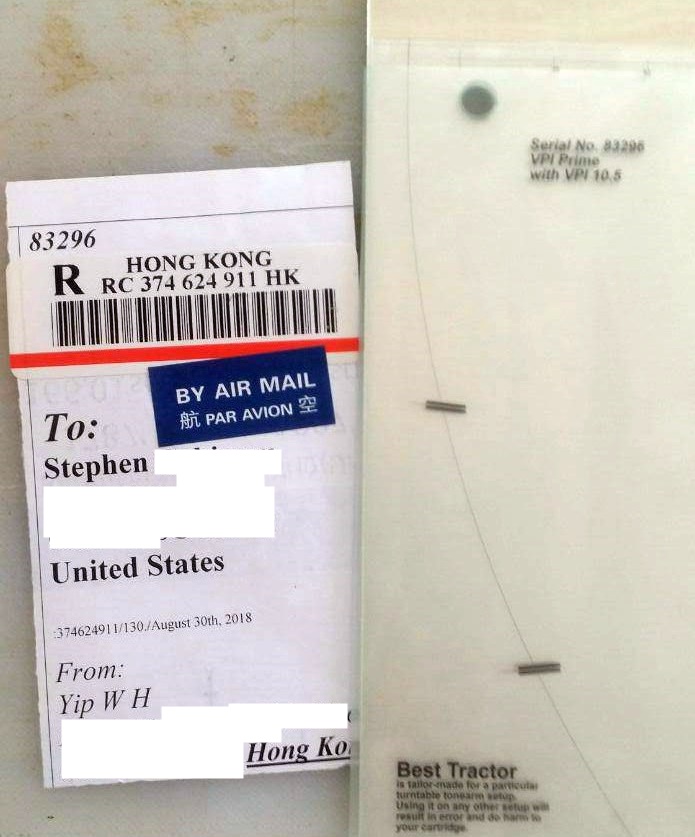 83296
HONG KONG
R RC 374 624 911 HK
BY AIR MAIL
航 PAR AVION 空
To:
Stephen
United States
:374624911/130./August 30th, 2018
From:
Yip W H
Hong Ko
Serial No. 83296
VPI Prime
with VPI 10.5
Best Tractor
is tailor-made for a particular
turntable tonearm setup.
Using it on any other setup will
result in error and do harm to
your cartridge.